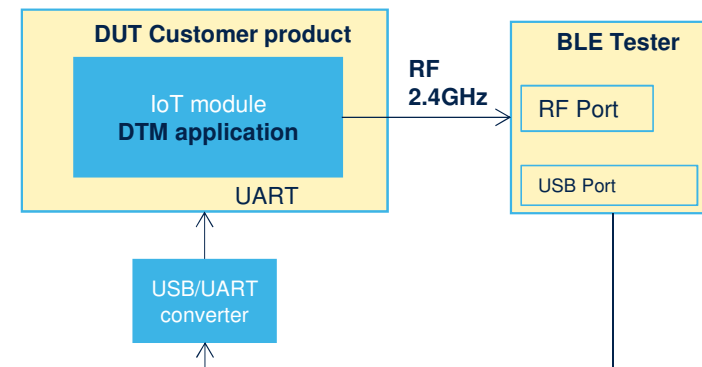 DUT Customer product
IoT module
DTM application
UART
RF
2.4GHz
BLE Tester
RF Port
USB Port
USB/UART
converter